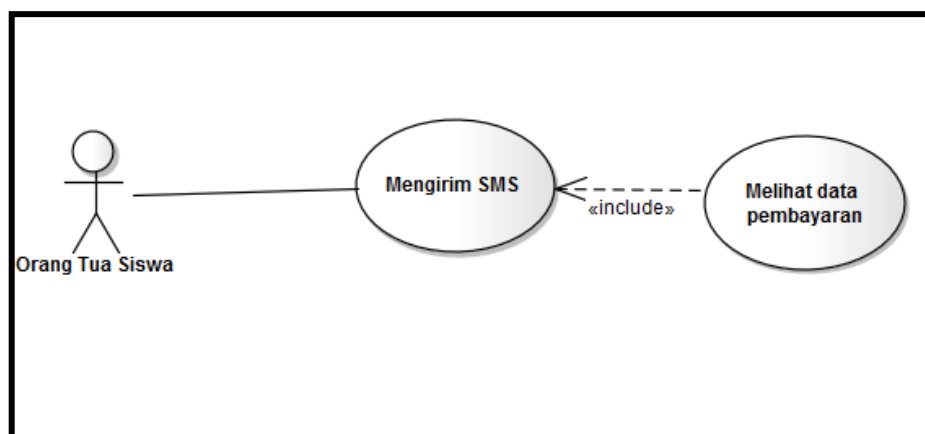 Mengirim SMS
«include»
Melihat data
pembayaran
Orang Tua Siswa